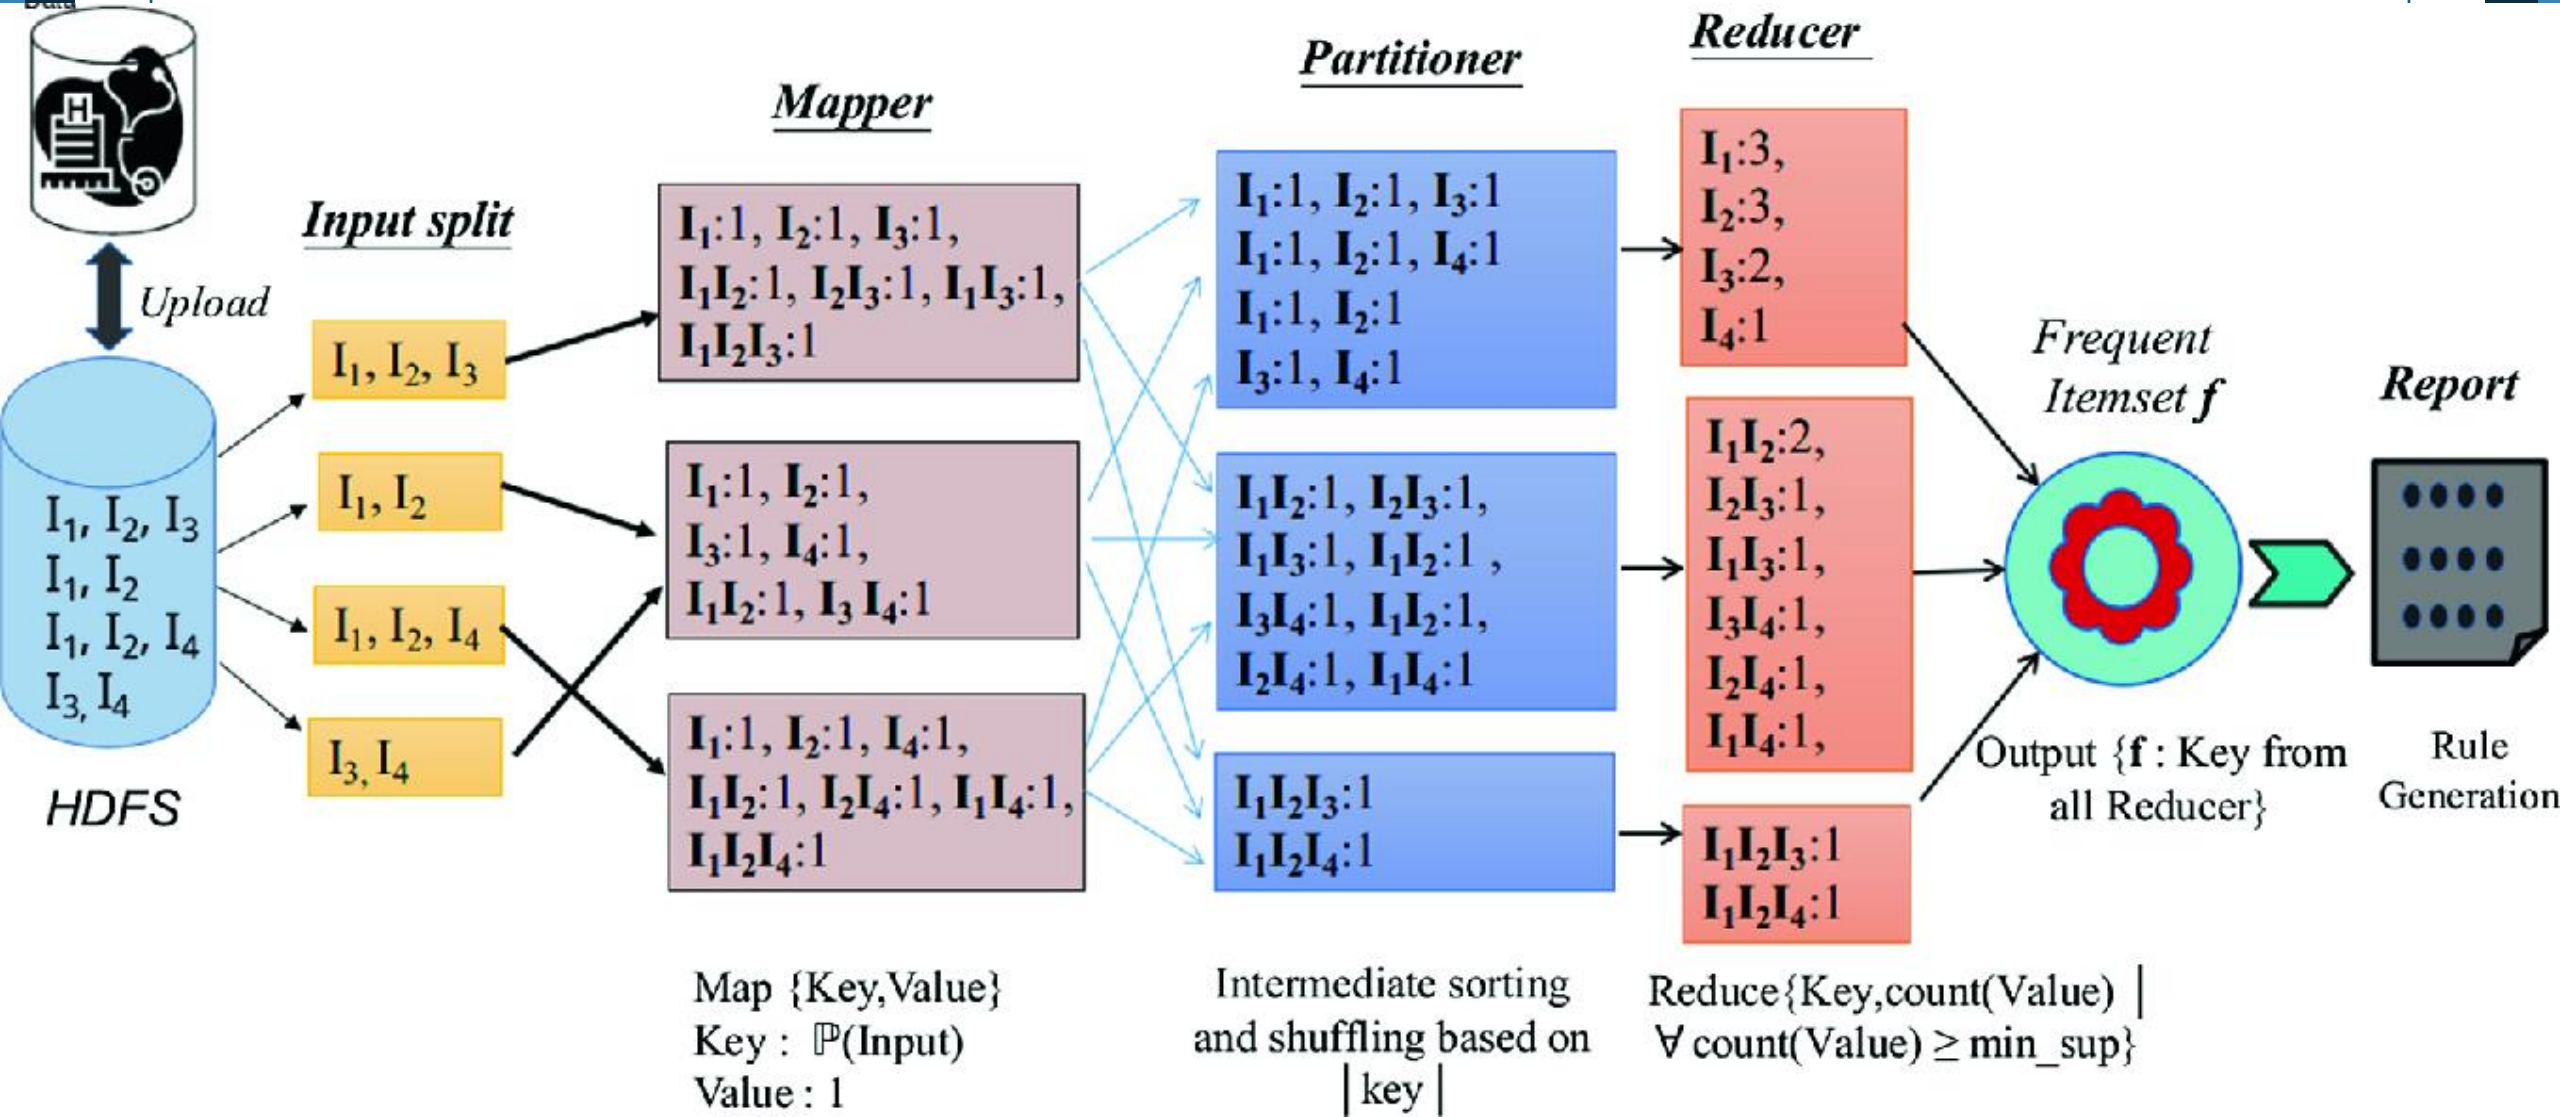 Data
H
Upload
I₁, I₂, I₃
I₁, I₂
I₁, I₂, I₄
I₃, I₄
HDFS
Input split
I₁, I₂, I₃
I₁, I₂
I₁, I₂, I₄
I₃, I₄
Mapper
I₁:1, I₂:1, I₃:1,
I₁I₂:1, I₂I₃:1, I₁I₃:1,
I₁I₂I₃:1
I₁:1, I₂:1,
I₃:1, I₄:1,
I₁I₂:1, I₃ I₄:1
I₁:1, I₂:1, I₄:1,
I₁I₂:1, I₂I₄:1, I₁I₄:1,
I₁I₂I₄:1
Map {Key,Value}
Key : ℙ(Input)
Value : 1
Partitioner
I₁:1, I₂:1, I₃:1
I₁:1, I₂:1, I₄:1
I₁:1, I₂:1
I₃:1, I₄:1
I₁I₂:1, I₂I₃:1,
I₁I₃:1, I₁I₂:1 ,
I₃I₄:1, I₁I₂:1,
I₂I₄:1, I₁I₄:1
I₁I₂I₃:1
I₁I₂I₄:1
Intermediate sorting
and shuffling based on
| key |
Reducer
I₁:3,
I₂:3,
I₃:2,
I₄:1
I₁I₂:2,
I₂I₃:1,
I₁I₃:1,
I₃I₄:1,
I₂I₄:1,
I₁I₄:1,
I₁I₂I₃:1
I₁I₂I₄:1
Reduce{Key,count(Value) |
∀ count(Value) ≥ min_sup}
Frequent
Itemset f
Output {f : Key from
all Reducer}
Report
Rule
Generation